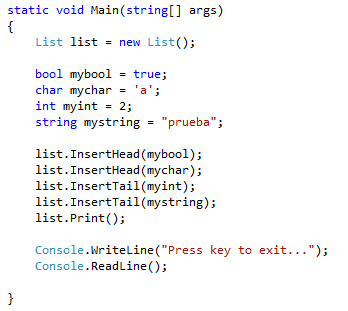 static void Main(string[] args)
{
    List list = new List();

    bool mybool = true;
    char mychar = 'a';
    int myint = 2;
    string mystring = "prueba";

    list.InsertHead(mybool);
    list.InsertHead(mychar);
    list.InsertTail(myint);
    list.InsertTail(mystring);
    list.Print();

    Console.WriteLine("Press key to exit...");
    Console.ReadLine();

}